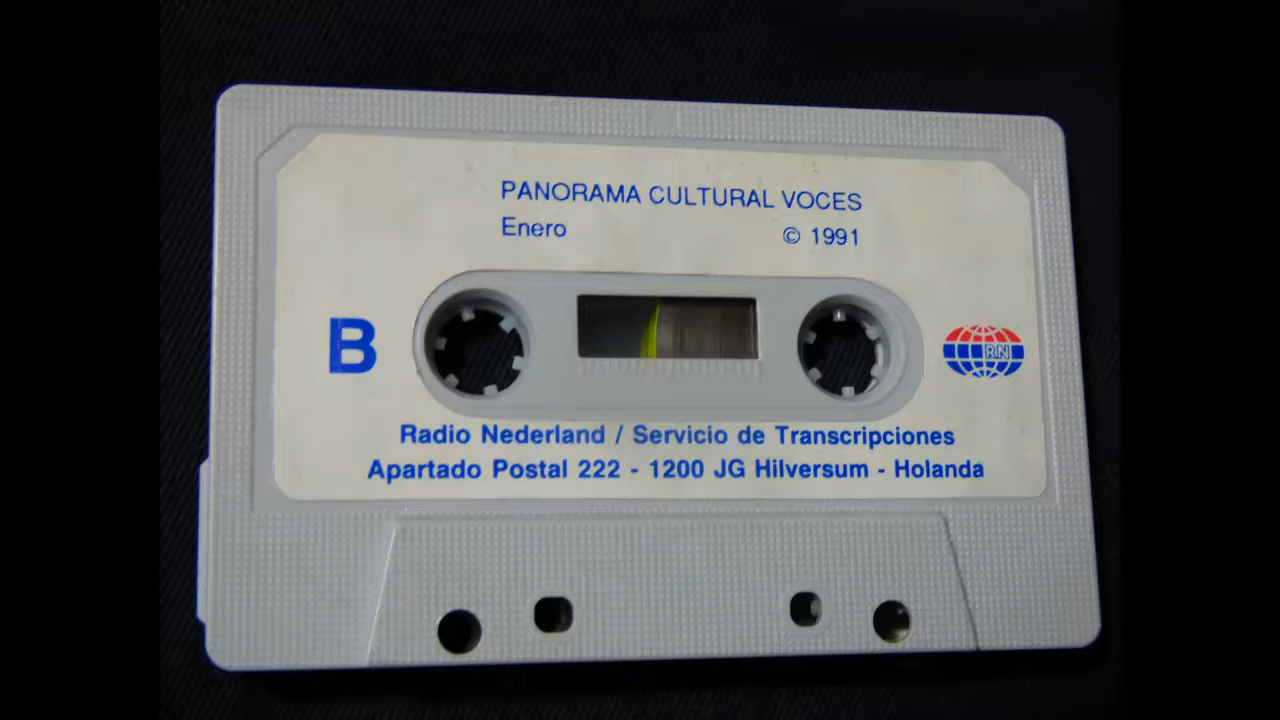 PANORAMA CULTURAL VOCES
Enero © 1991
B
RN
Radio Nederland / Servicio de Transcripciones
Apartado Postal 222 - 1200 JG Hilversum - Holanda